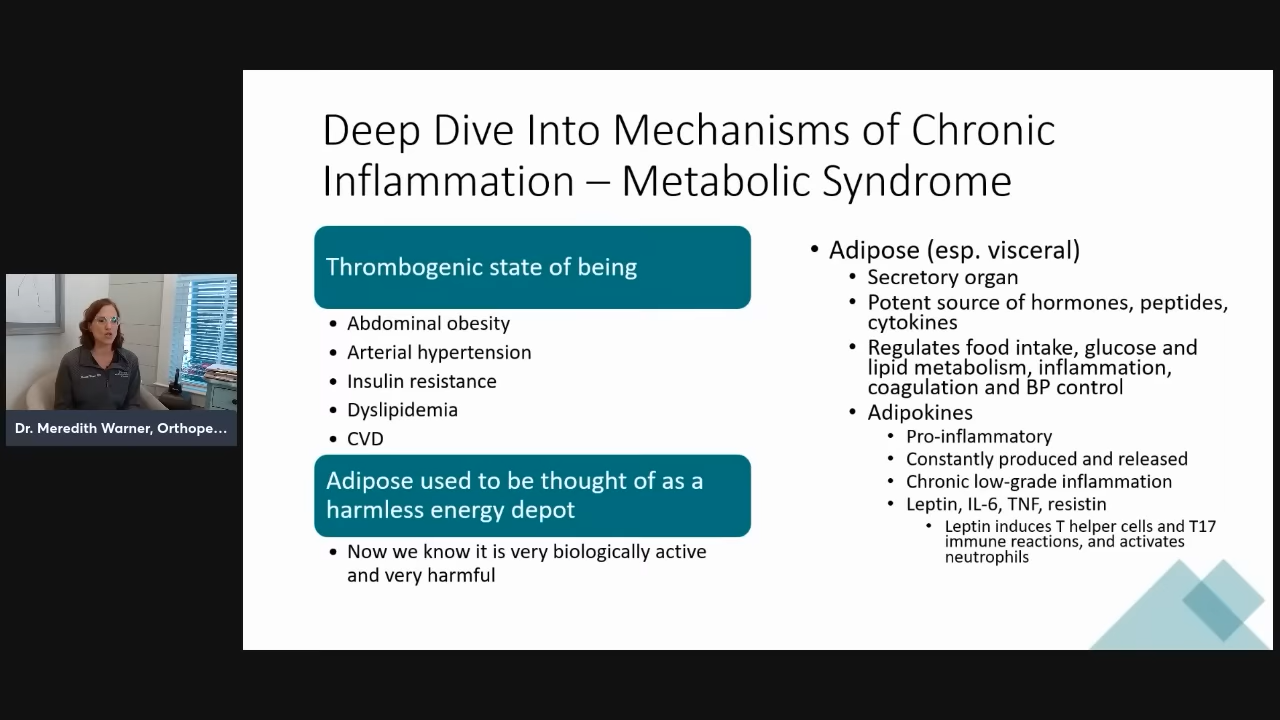 Deep Dive Into Mechanisms of Chronic
Inflammation – Metabolic Syndrome
Thrombogenic state of being
• Abdominal obesity
• Arterial hypertension
• Insulin resistance
• Dyslipidemia
• CVD
Adipose used to be thought of as a
harmless energy depot
• Now we know it is very biologically active
and very harmful
• Adipose (esp. visceral)
• Secretory organ
• Potent source of hormones, peptides,
cytokines
• Regulates food intake, glucose and
lipid metabolism, inflammation,
coagulation and BP control
• Adipokines
• Pro-inflammatory
• Constantly produced and released
• Chronic low-grade inflammation
• Leptin, IL-6, TNF, resistin
• Leptin induces T helper cells and T17
immune reactions, and activates
neutrophils
Dr. Meredith Warner, Orthope...